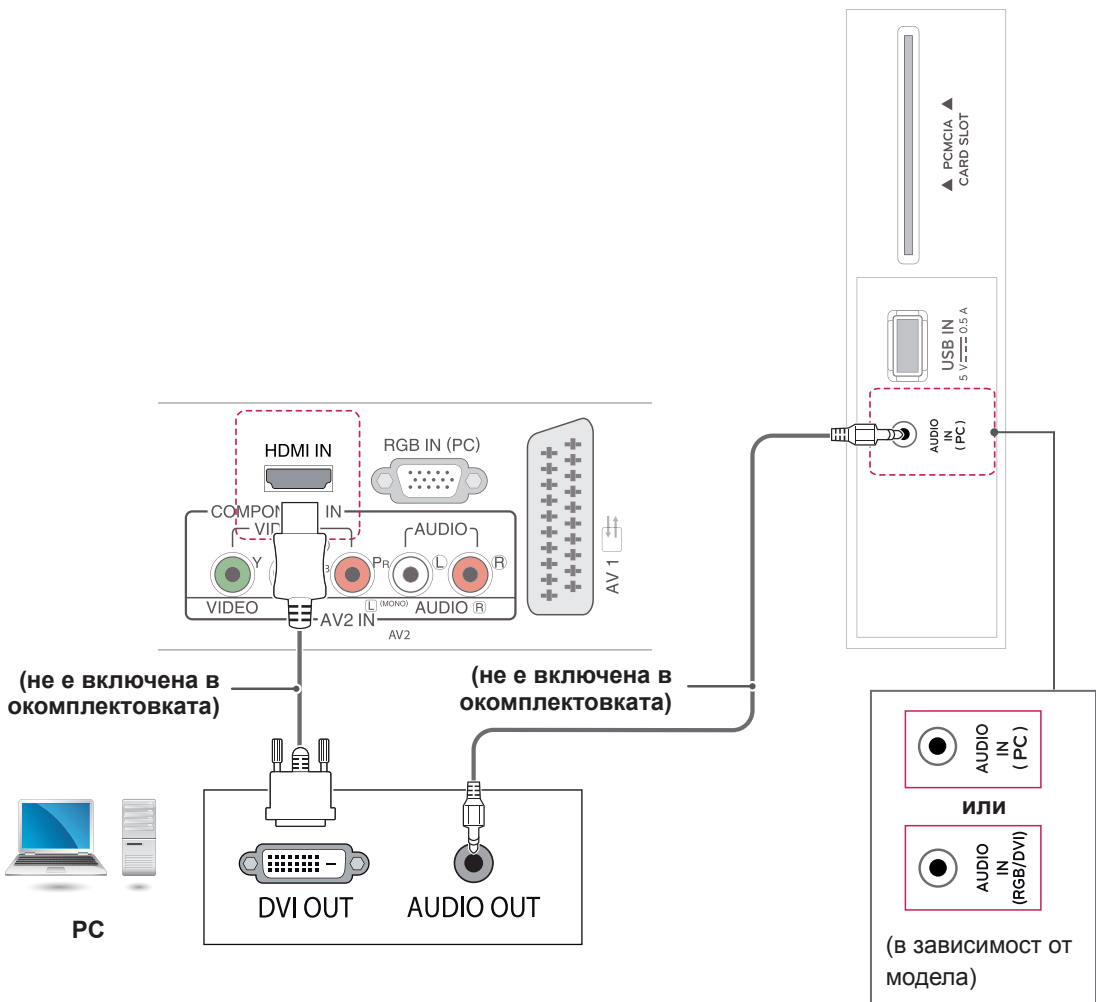 ▲ PCMCIA ▲
CARD SLOT
USB IN
5 V 0.5 A
AUDIO
IN
(PC)
HDMI IN
RGB IN (PC)
IN
AUDIO
Y
B
PR
L
R
VIDEO
L (MONO) AUDIO R
AV2 IN
AV2
AV 1
(не е включена в
окомплектовката)
(не е включена в
окомплектовката)
AUDIO
IN
( PC )
или
AUDIO
IN
(RGB/DVI)
(в зависимост от
модела)
DVI OUT
AUDIO OUT
PC